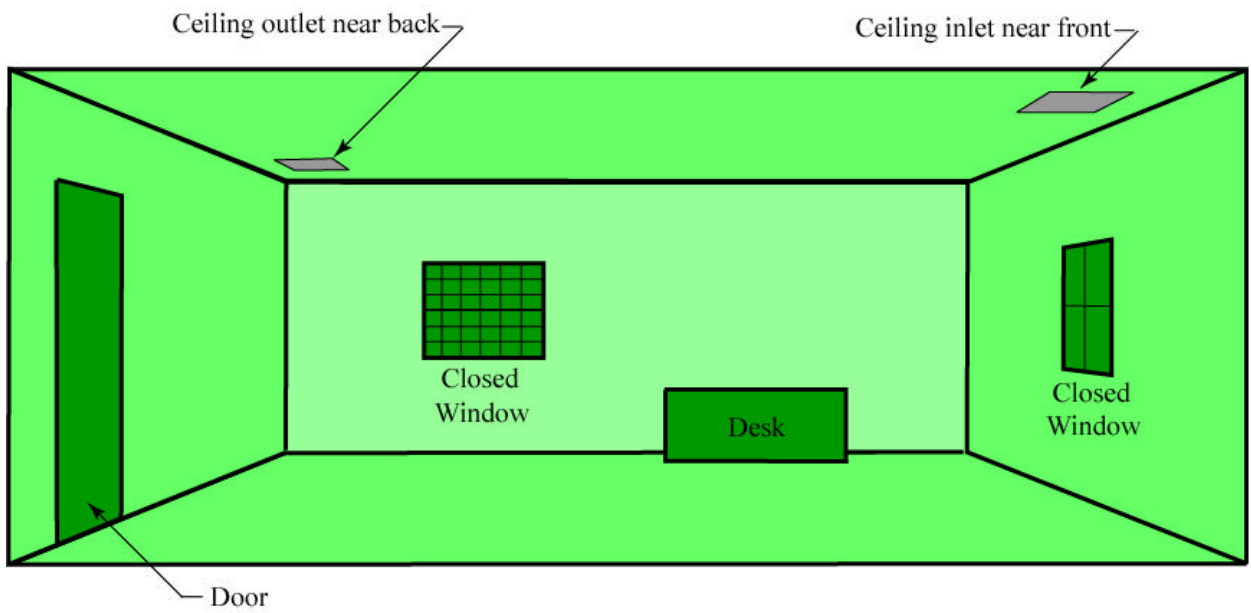 Ceiling outlet near back
Ceiling inlet near front
Closed
Window
Desk
Closed
Window
Door